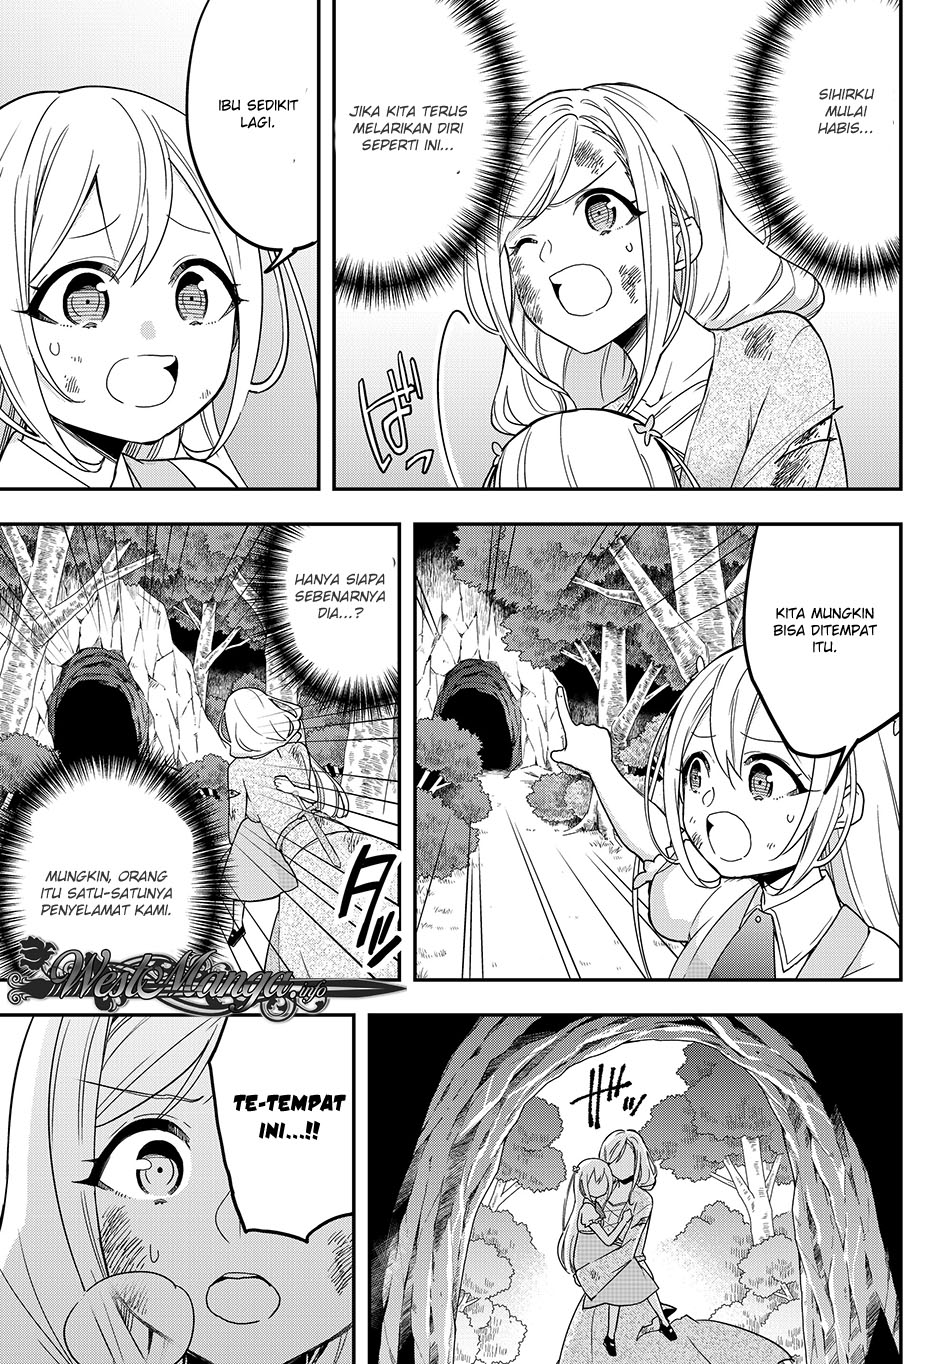 SIHIRKU
MULAI
HABIS...
JIKA KITA TERUS
MELARIKAN DIRI
SEPERTI INI...
IBU SEDIKIT
LAGI.
KITA MUNGKIN
BISA DITEMPAT
ITU.
HANYA SIAPA
SEBENARNYA
DIA...?
MUNGKIN, ORANG
ITU SATU-SATUNYA
PENYELAMAT KAMI.
WestManga.info
TE-TEMPAT
INI...!!